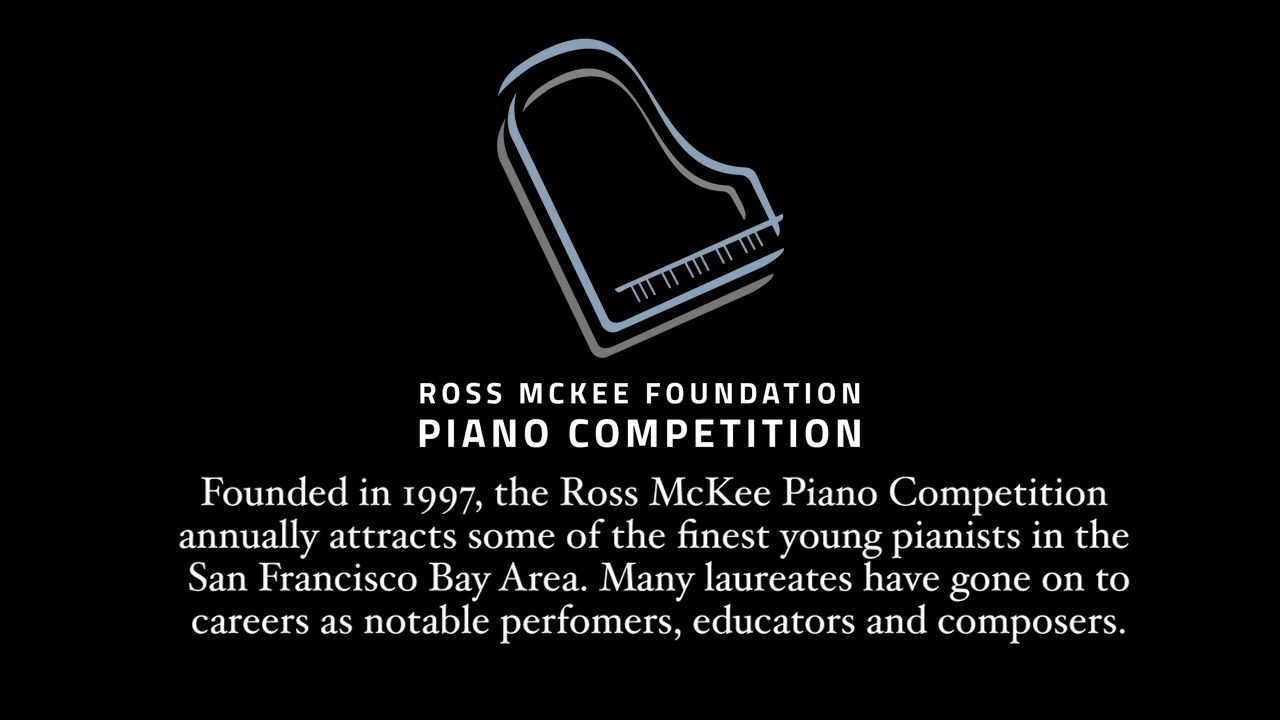 ROSS MCKEE FOUNDATION
PIANO COMPETITION
Founded in 1997, the Ross McKee Piano Competition
annually attracts some of the finest young pianists in the
San Francisco Bay Area. Many laureates have gone on to
careers as notable perfomers, educators and composers.